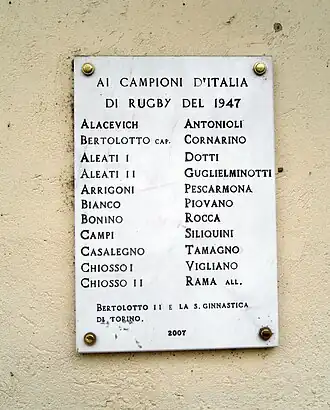 AI CAMPIONI D'ITALIA
DI RUGBY DEL 1947
ALACEVICH ANTONIOLI
BERTOLOTTO CAP. CORNARINO
ALEATI I DOTTI
ALEATI II GUGLIELMINOTTI
ARRIGONI PESCARMONA
BIANCO PIOVANO
BONINO ROCCA
CAMPI SILIQUINI
CASALEGNO TAMAGNO
CHIOSSO I VIGLIANO
CHIOSSO II RAMA ALL.
BERTOLOTTO II E LA S. GINNASTICA
DI TORINO.
2007